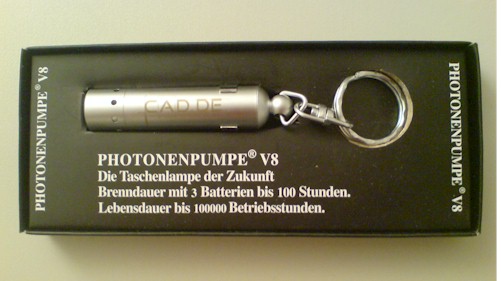 PHOTONENPUMPE® V8
CAD.DE
PHOTONENPUMPE® V8
Die Taschenlampe der Zukunft
Brenndauer mit 3 Batterien bis 100 Stunden.
Lebensdauer bis 100000 Betriebsstunden.
PHOTONENPUMPE® V8